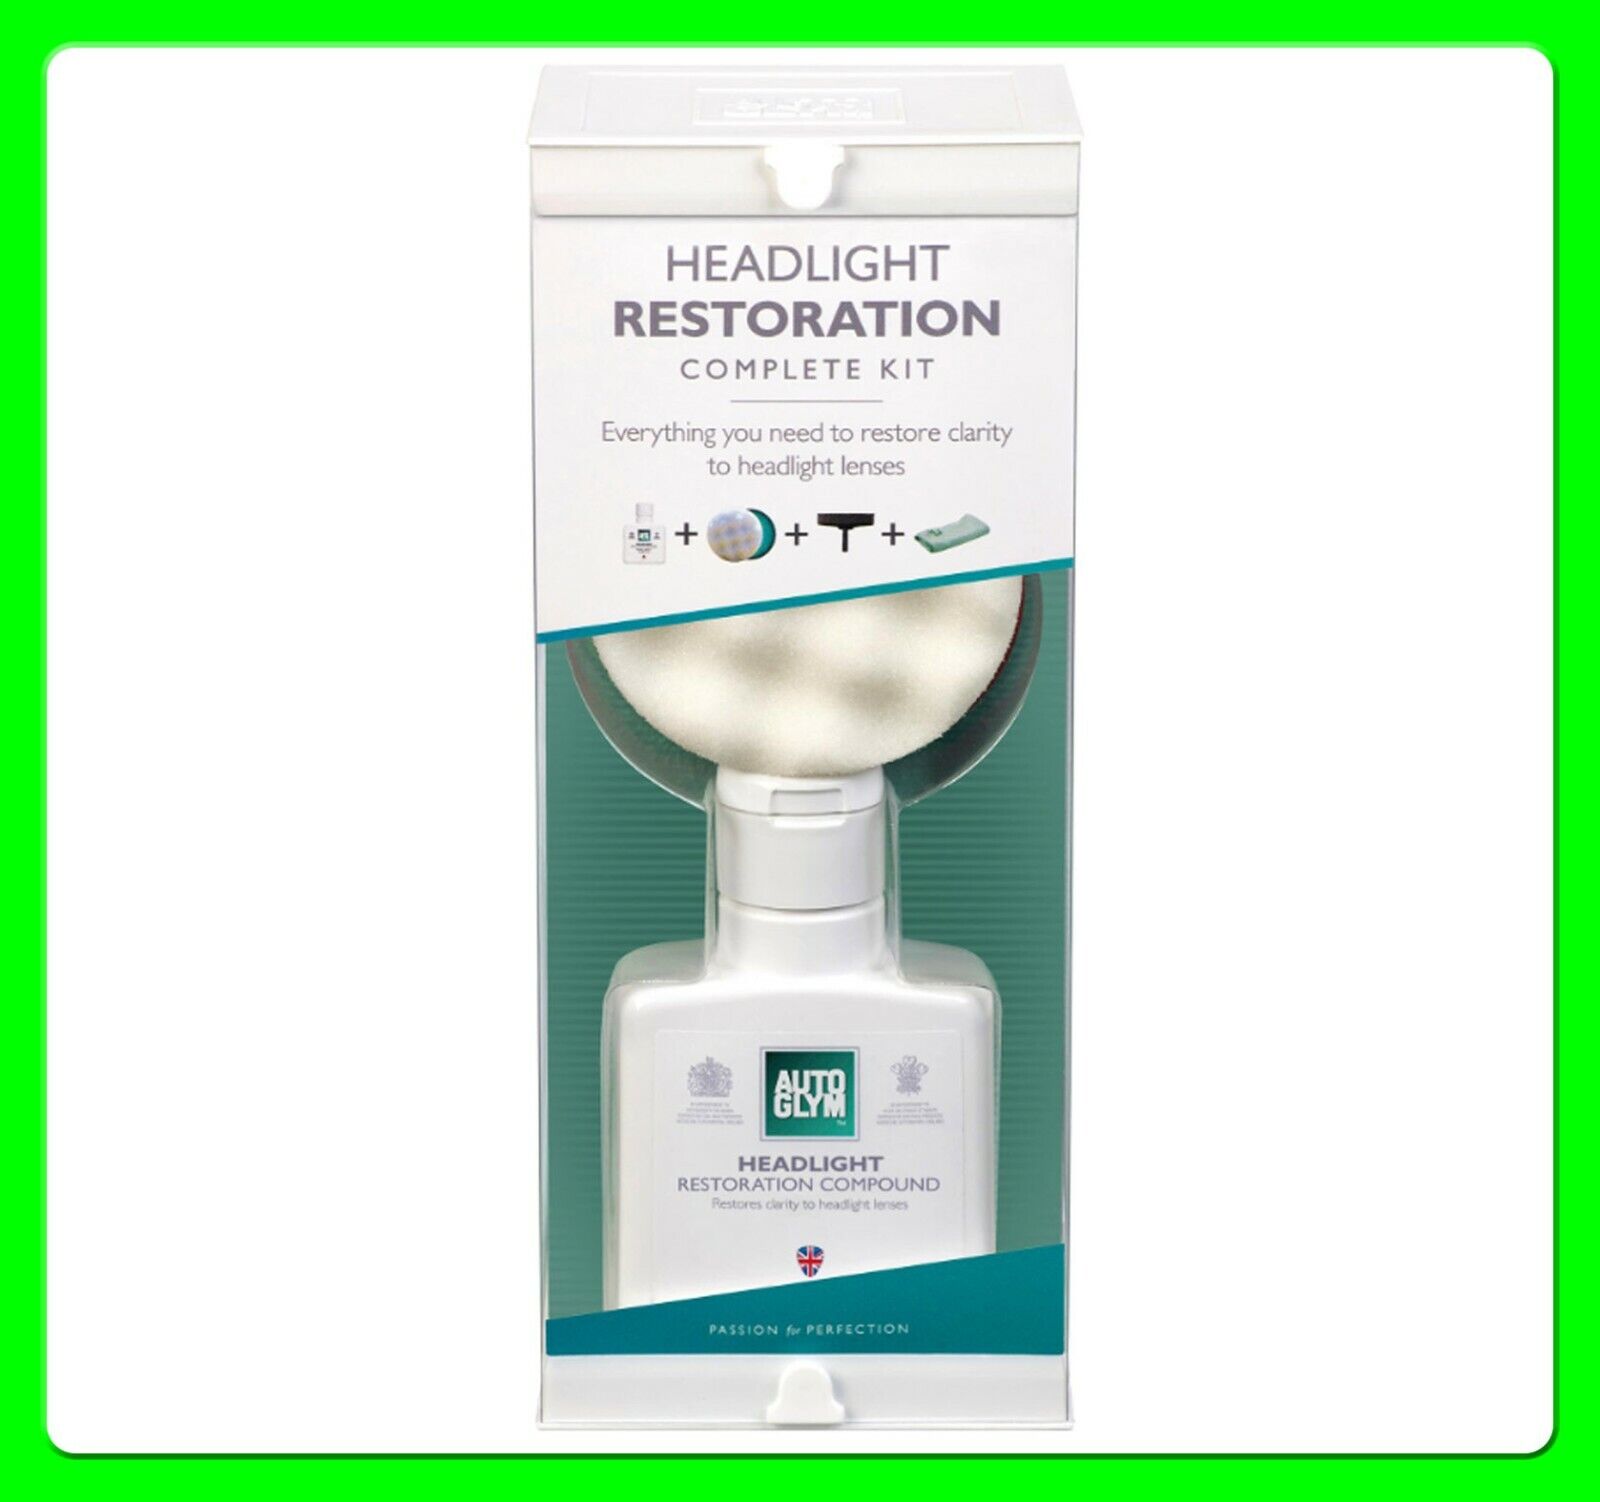 HEADLIGHT
RESTORATION
COMPLETE KIT
Everything you need to restore clarity
to headlight lenses
+ + +
AUTO
GLYM
™
HEADLIGHT
RESTORATION COMPOUND
Restores clarity to headlight lenses
PASSION for PERFECTION